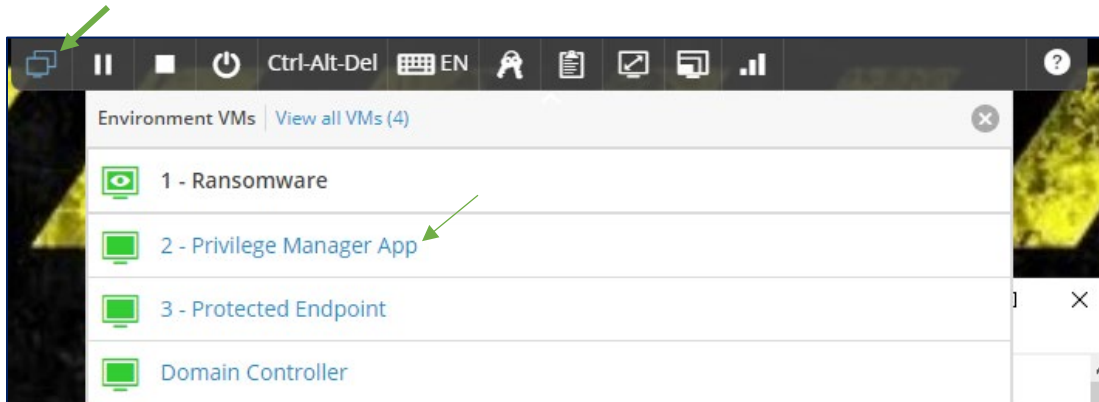 Ctrl-Alt-Del EN ?
Environment VMs View all VMs (4)
1 - Ransomware
2 - Privilege Manager App
3 - Protected Endpoint
Domain Controller